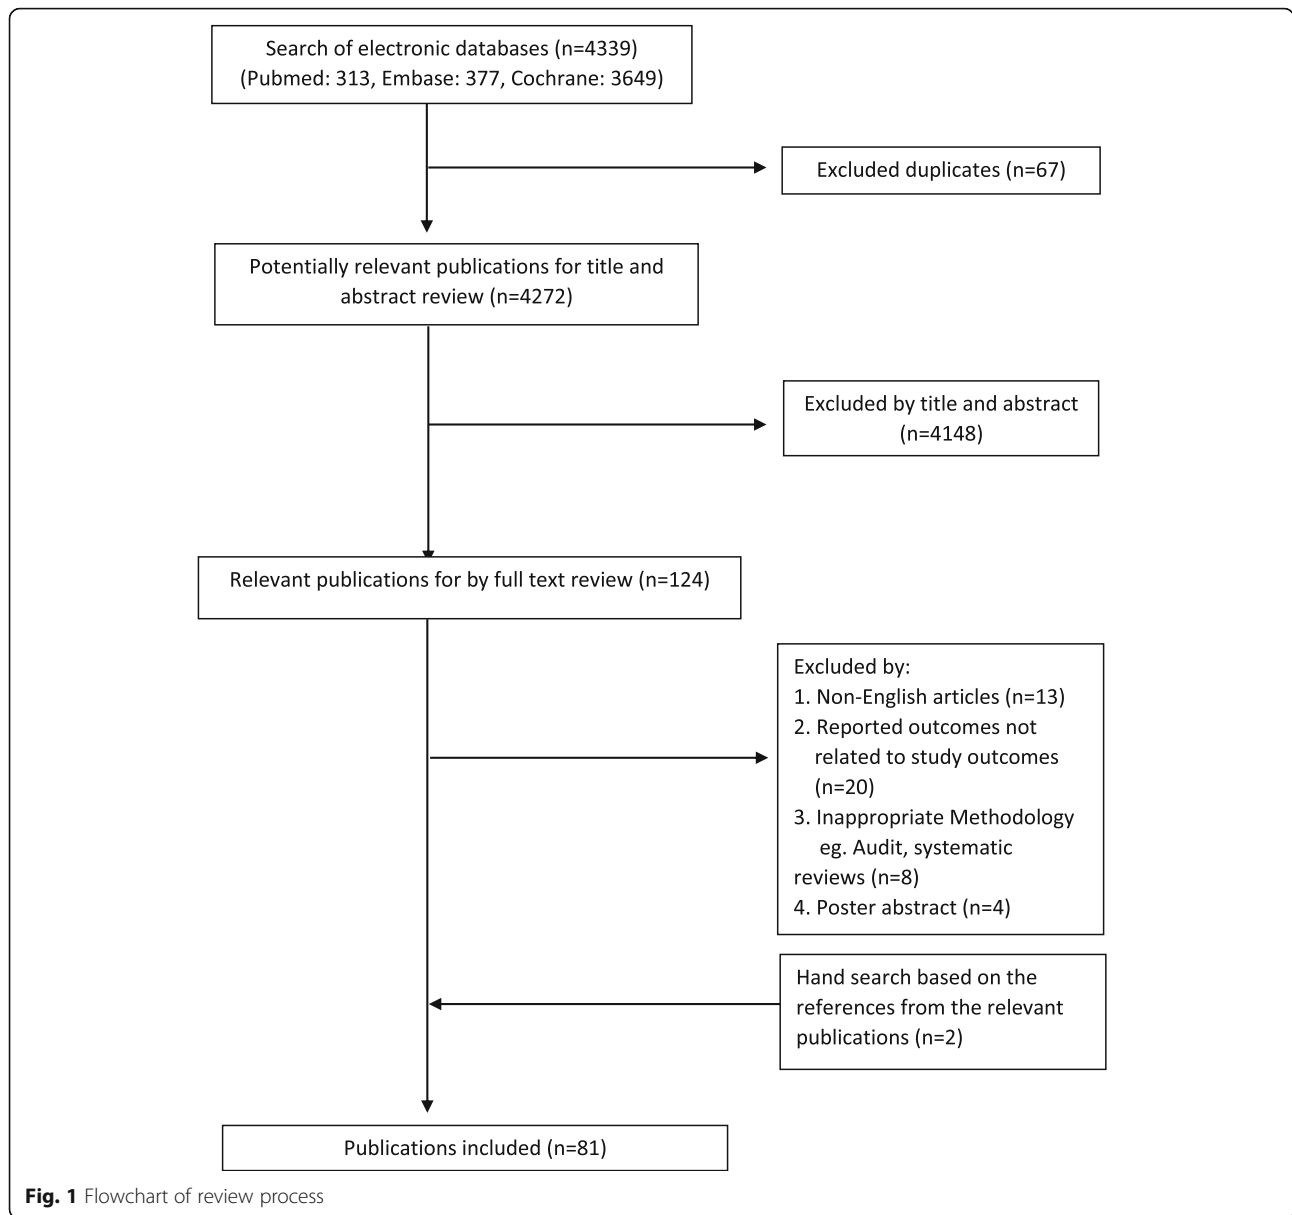 Search of electronic databases (n=4339)
(Pubmed: 313, Embase: 377, Cochrane: 3649)
Excluded duplicates (n=67)
Potentially relevant publications for title and
abstract review (n=4272)
Excluded by title and abstract
(n=4148)
Relevant publications for by full text review (n=124)
Excluded by:
1. Non-English articles (n=13)
2. Reported outcomes not
related to study outcomes
(n=20)
3. Inappropriate Methodology
eg. Audit, systematic
reviews (n=8)
4. Poster abstract (n=4)
Hand search based on the
references from the relevant
publications (n=2)
Publications included (n=81)
Fig. 1 Flowchart of review process